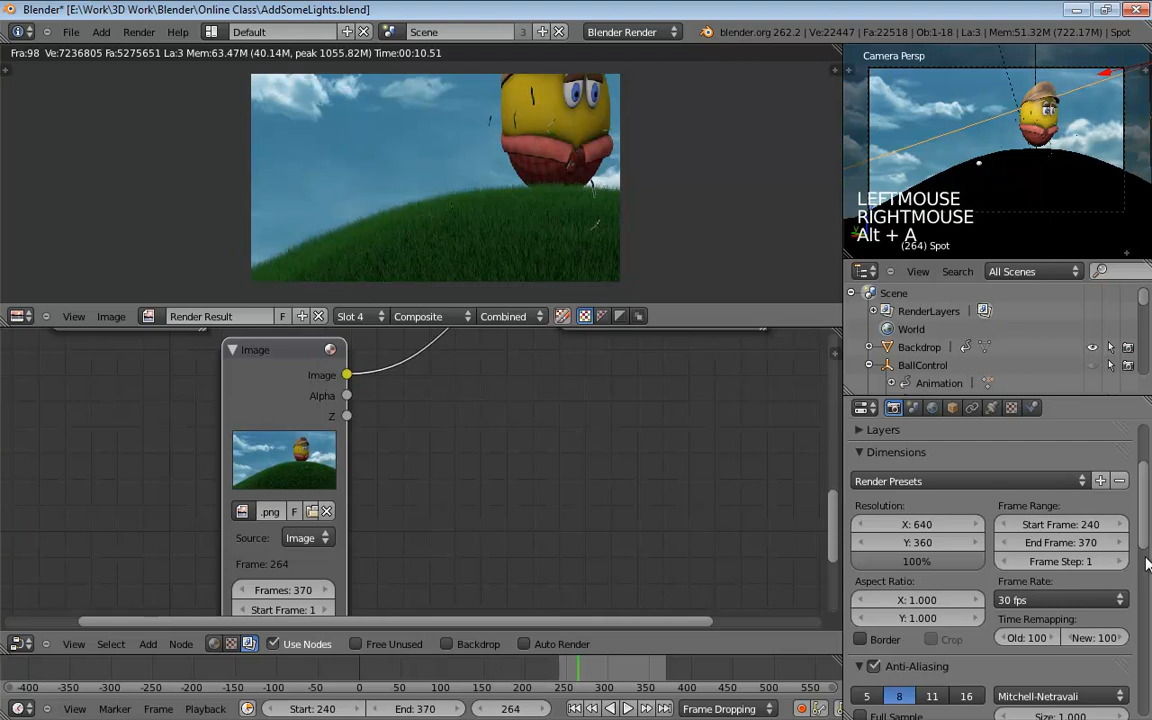 Blender* [E:\Work\3D Work\Blender\Online Class\AddSomeLights.blend]
File Add Render Help Default Scene 3 Blender Render blender.org 262.2 | Ve:22447 | Fa:22518 | Ob:1-18 | La:3 | Mem:51.32M (722.17M) | Spot
Fra:98 Ve:7236805 Fa:5275651 La:3 Mem:63.47M (40.14M, peak 1055.82M) Time:00:10.51
Camera Persp
LEFTMOUSE
RIGHTMOUSE
Alt + A
(264) Spot
View Search All Scenes
Scene
RenderLayers
World
Backdrop
BallControl
Animation
View Image Render Result F Slot 4 Composite Combined
Image
Image
Alpha
Z
.png F
Source: Image
Frame: 264
Frames: 370
Start Frame: 1
Layers
Dimensions
Render Presets
Resolution: Frame Range:
X: 640 Start Frame: 240
Y: 360 End Frame: 370
100% Frame Step: 1
Aspect Ratio: Frame Rate:
X: 1.000 30 fps
Y: 1.000 Time Remapping:
Border Crop Old: 100 New: 100
Anti-Aliasing
5 8 11 16 Mitchell-Netravali
Full Sample Size: 1.000
View Select Add Node Use Nodes Free Unused Backdrop Auto Render
-400 -350 -300 -250 -200 -150 -100 -50 0 50 100 150 200 250 300 350 400 450 500 550
View Marker Frame Playback Start: 240 End: 370 264 Frame Dropping